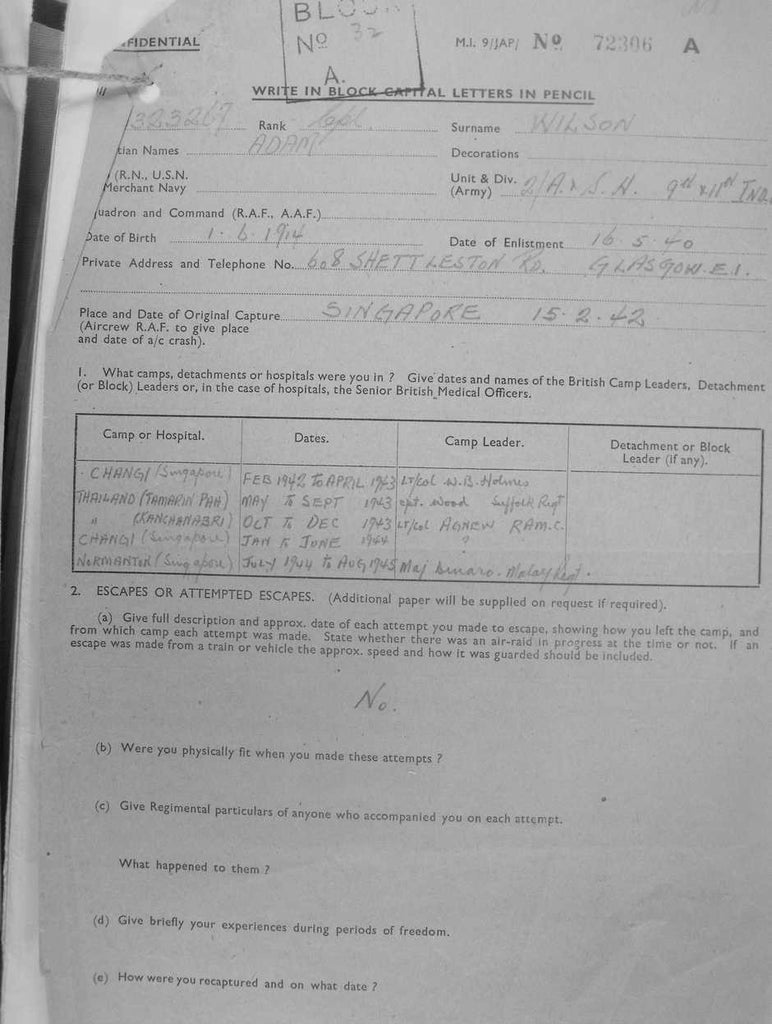 BLOCK
Nº 32
A.
FIDENTIAL
M.I. 9/JAP/ Nº 72306 A
WRITE IN BLOCK CAPITAL LETTERS IN PENCIL
323267 Rank Cpl. Surname WILSON
tian Names ADAM Decorations
(R.N., U.S.N.
Merchant Navy
Unit & Div. (Army) 2/A. & S. H. 9TH & 11TH IND.
uadron and Command (R.A.F., A.A.F.)
Date of Birth 1. 6. 1914 Date of Enlistment 16. 5. 40
Private Address and Telephone No. 608 SHETTLESTON RD. GLASGOW. E.1.
Place and Date of Original Capture SINGAPORE 15. 2. 42
(Aircrew R.A.F. to give place
and date of a/c crash).
1. What camps, detachments or hospitals were you in ? Give dates and names of the British Camp Leaders, Detachment
(or Block) Leaders or, in the case of hospitals, the Senior British Medical Officers.
Camp or Hospital. Dates. Camp Leader. Detachment or Block
Leader (if any).
CHANGI (Singapore) FEB 1942 To APRIL 1943 Lt/Col W. B. Holmes
THAILAND (TAMARIN PAH) MAY To SEPT 1943 cpt. Wood Suffolk Regt
" (KANCHANABRI) OCT To DEC 1943 Lt/Col AGNEW RAM.C.
CHANGI (Singapore) JAN To JUNE 1944 ?
NORMANTON (Singapore) JULY 1944 To AUG 1945 Maj Malay Regt.
2. ESCAPES OR ATTEMPTED ESCAPES. (Additional paper will be supplied on request if required).
(a) Give full description and approx. date of each attempt you made to escape, showing how you left the camp, and
from which camp each attempt was made. State whether there was an air-raid in progress at the time or not. If an
escape was made from a train or vehicle the approx. speed and how it was guarded should be included.
No.
(b) Were you physically fit when you made these attempts ?
(c) Give Regimental particulars of anyone who accompanied you on each attempt.
What happened to them ?
(d) Give briefly your experiences during periods of freedom.
(e) How were you recaptured and on what date ?